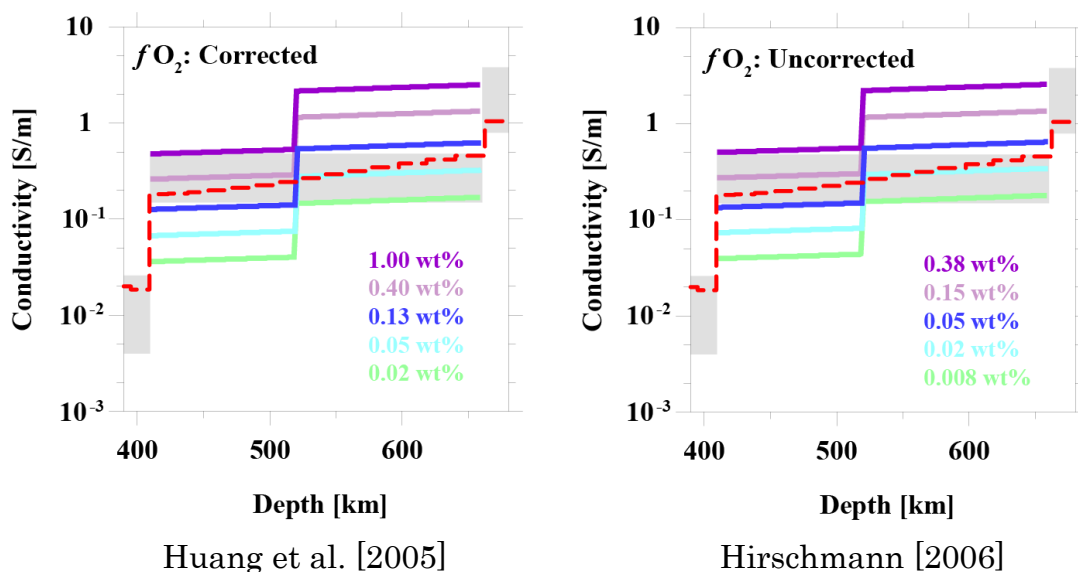 fO₂: Corrected
Conductivity [S/m]
10
1
10⁻¹
10⁻²
10⁻³
1.00 wt%
0.40 wt%
0.13 wt%
0.05 wt%
0.02 wt%
400 500 600
Depth [km]
Huang et al. [2005]
fO₂: Uncorrected
Conductivity [S/m]
10
1
10⁻¹
10⁻²
10⁻³
0.38 wt%
0.15 wt%
0.05 wt%
0.02 wt%
0.008 wt%
400 500 600
Depth [km]
Hirschmann [2006]